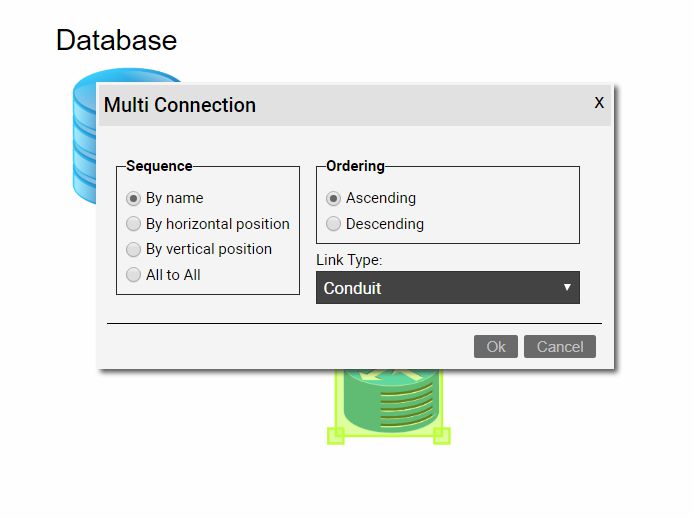 Database
Multi Connection
X
Sequence
By name
By horizontal position
By vertical position
All to All
Ordering
Ascending
Descending
Link Type:
Conduit
Ok
Cancel